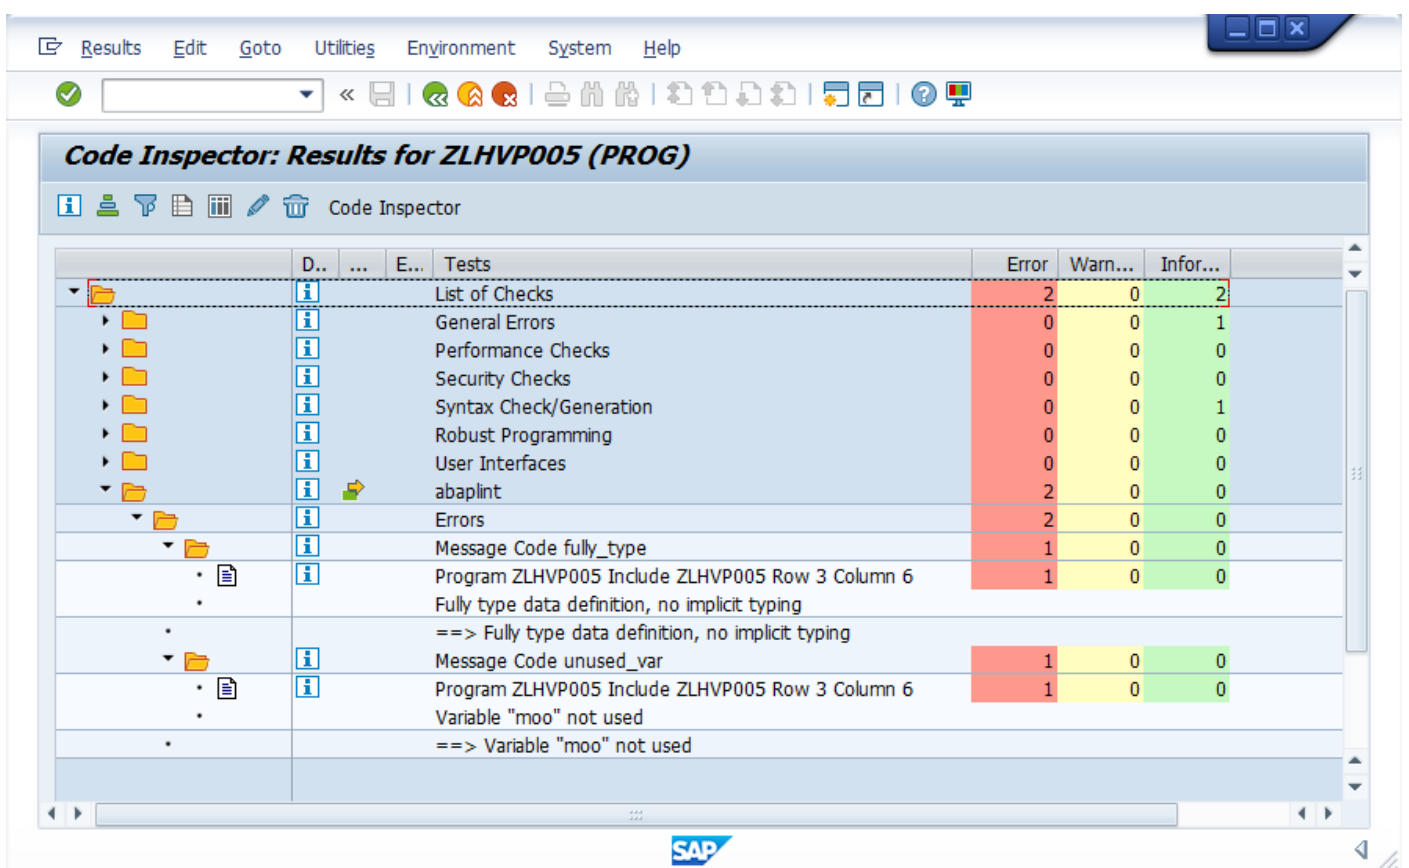 Results Edit Goto Utilities Environment System Help
Code Inspector: Results for ZLHVP005 (PROG)
Code Inspector
D.. ... E... Tests Error Warn... Infor...
List of Checks 2 0 2
General Errors 0 0 1
Performance Checks 0 0 0
Security Checks 0 0 0
Syntax Check/Generation 0 0 1
Robust Programming 0 0 0
User Interfaces 0 0 0
abaplint 2 0 0
Errors 2 0 0
Message Code fully_type 1 0 0
Program ZLHVP005 Include ZLHVP005 Row 3 Column 6 1 0 0
Fully type data definition, no implicit typing
==> Fully type data definition, no implicit typing
Message Code unused_var 1 0 0
Program ZLHVP005 Include ZLHVP005 Row 3 Column 6 1 0 0
Variable "moo" not used
==> Variable "moo" not used
SAP